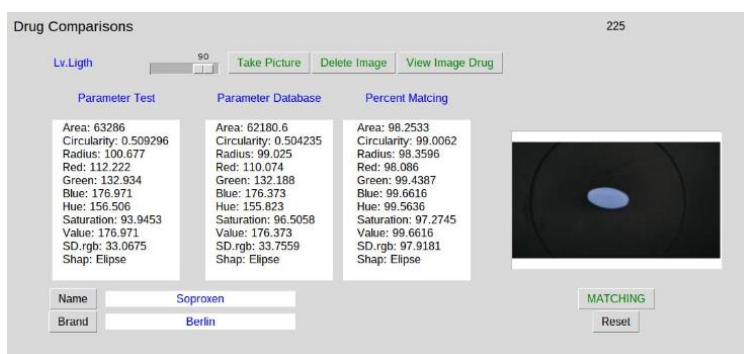 Drug Comparisons
225
Lv.Ligth
90
Take Picture
Delete Image
View Image Drug
Parameter Test
Area: 63286
Circularity: 0.509296
Radius: 100.677
Red: 112.222
Green: 132.934
Blue: 176.971
Hue: 156.506
Saturation: 93.9453
Value: 176.971
SD.rgb: 33.0675
Shap: Elipse
Parameter Database
Area: 62180.6
Circularity: 0.504235
Radius: 99.025
Red: 110.074
Green: 132.188
Blue: 176.373
Hue: 155.823
Saturation: 96.5058
Value: 176.373
SD.rgb: 33.7559
Shap: Elipse
Percent Matcing
Area: 98.2533
Circularity: 99.0062
Radius: 98.3596
Red: 98.086
Green: 99.4387
Blue: 99.6616
Hue: 99.5636
Saturation: 97.2745
Value: 99.6616
SD.rgb: 97.9181
Shap: Elipse
Name
Soproxen
Brand
Berlin
MATCHING
Reset